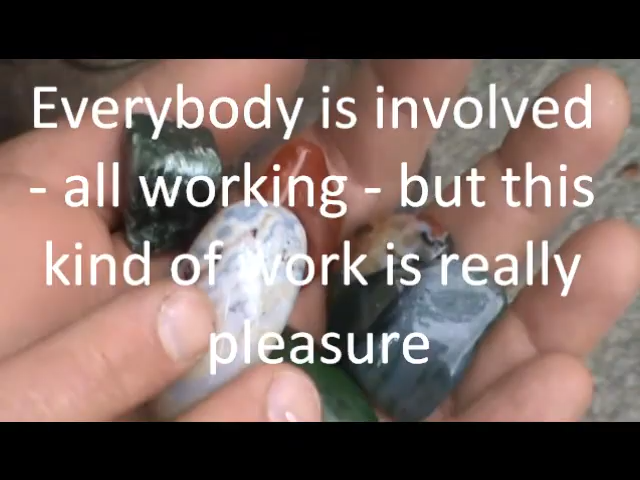 Everybody is involved
- all working - but this
kind of work is really
pleasure